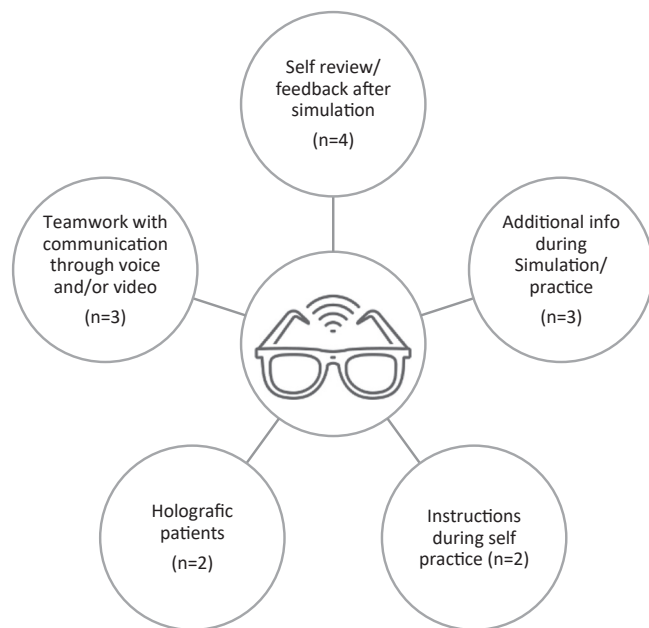 Self review/
feedback after
simulation
(n=4)
Teamwork with
communication
through voice
and/or video
(n=3)
Additional info
during
Simulation/
practice
(n=3)
Holografic
patients
(n=2)
Instructions
during self
practice (n=2)